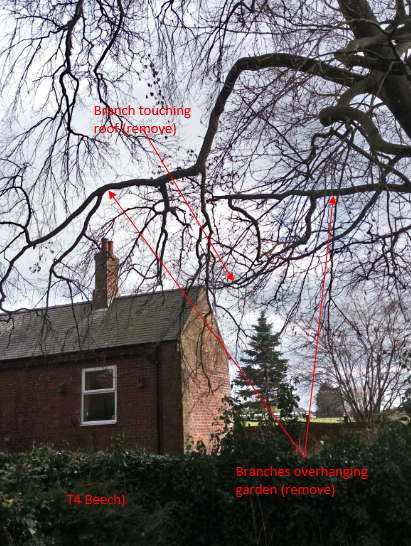 Branch touching
roof (remove)
Branches overhanging
garden (remove)
T4 Beech)